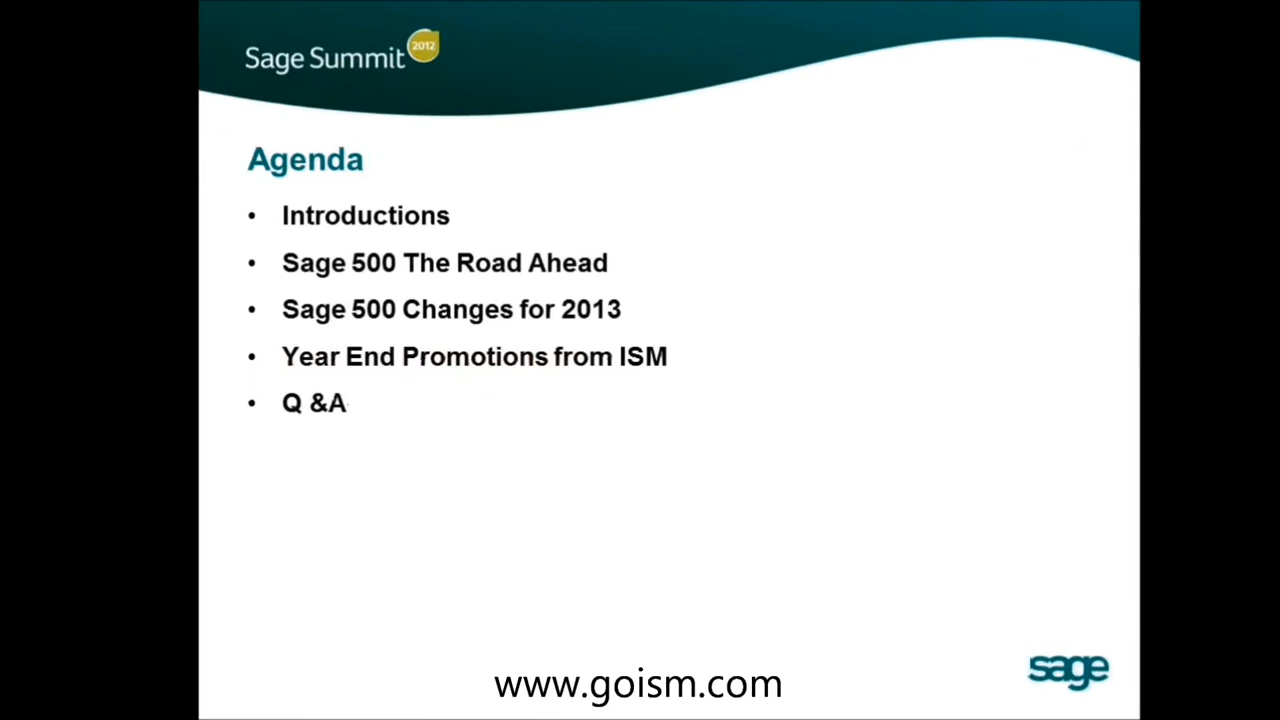 Sage Summit 2012
Agenda
• Introductions
• Sage 500 The Road Ahead
• Sage 500 Changes for 2013
• Year End Promotions from ISM
• Q &A
sage
www.goism.com